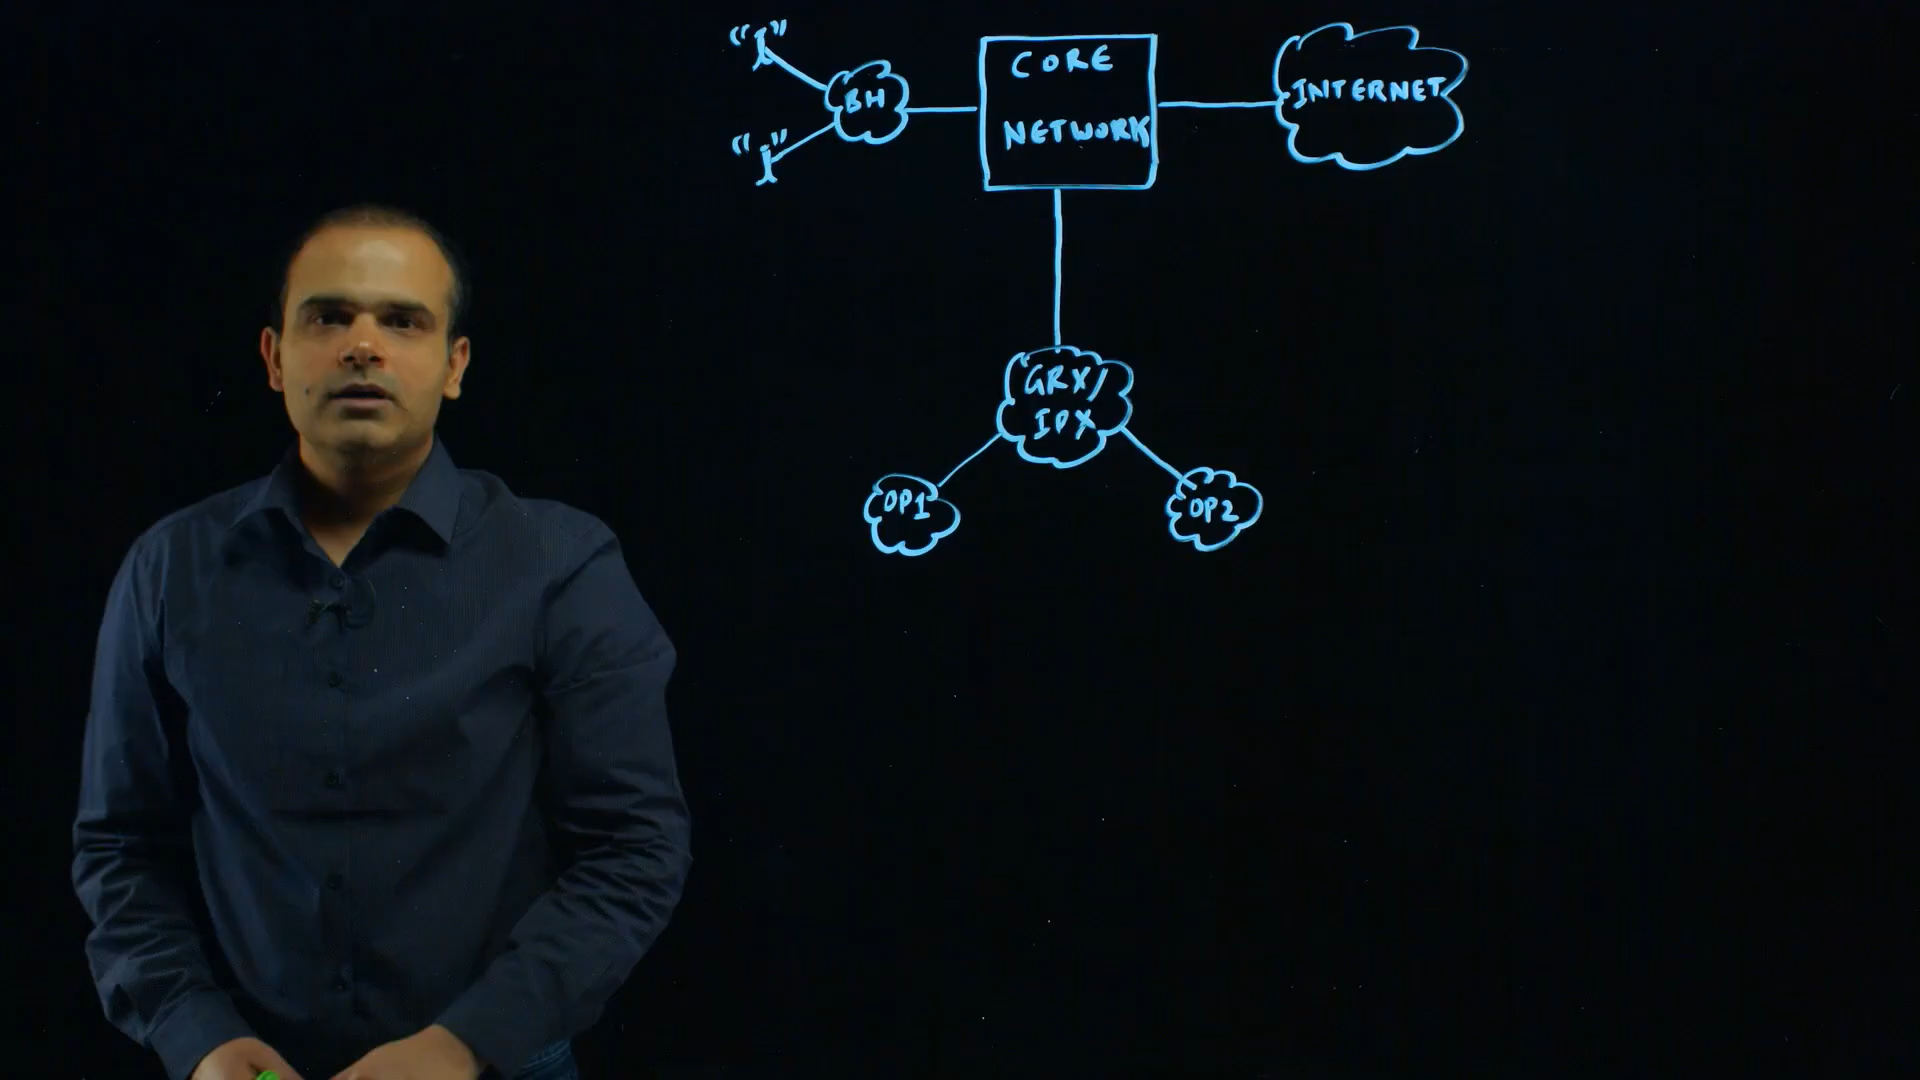 BH
CORE
NETWORK
INTERNET
GRX/
IPX
OP1
OP2